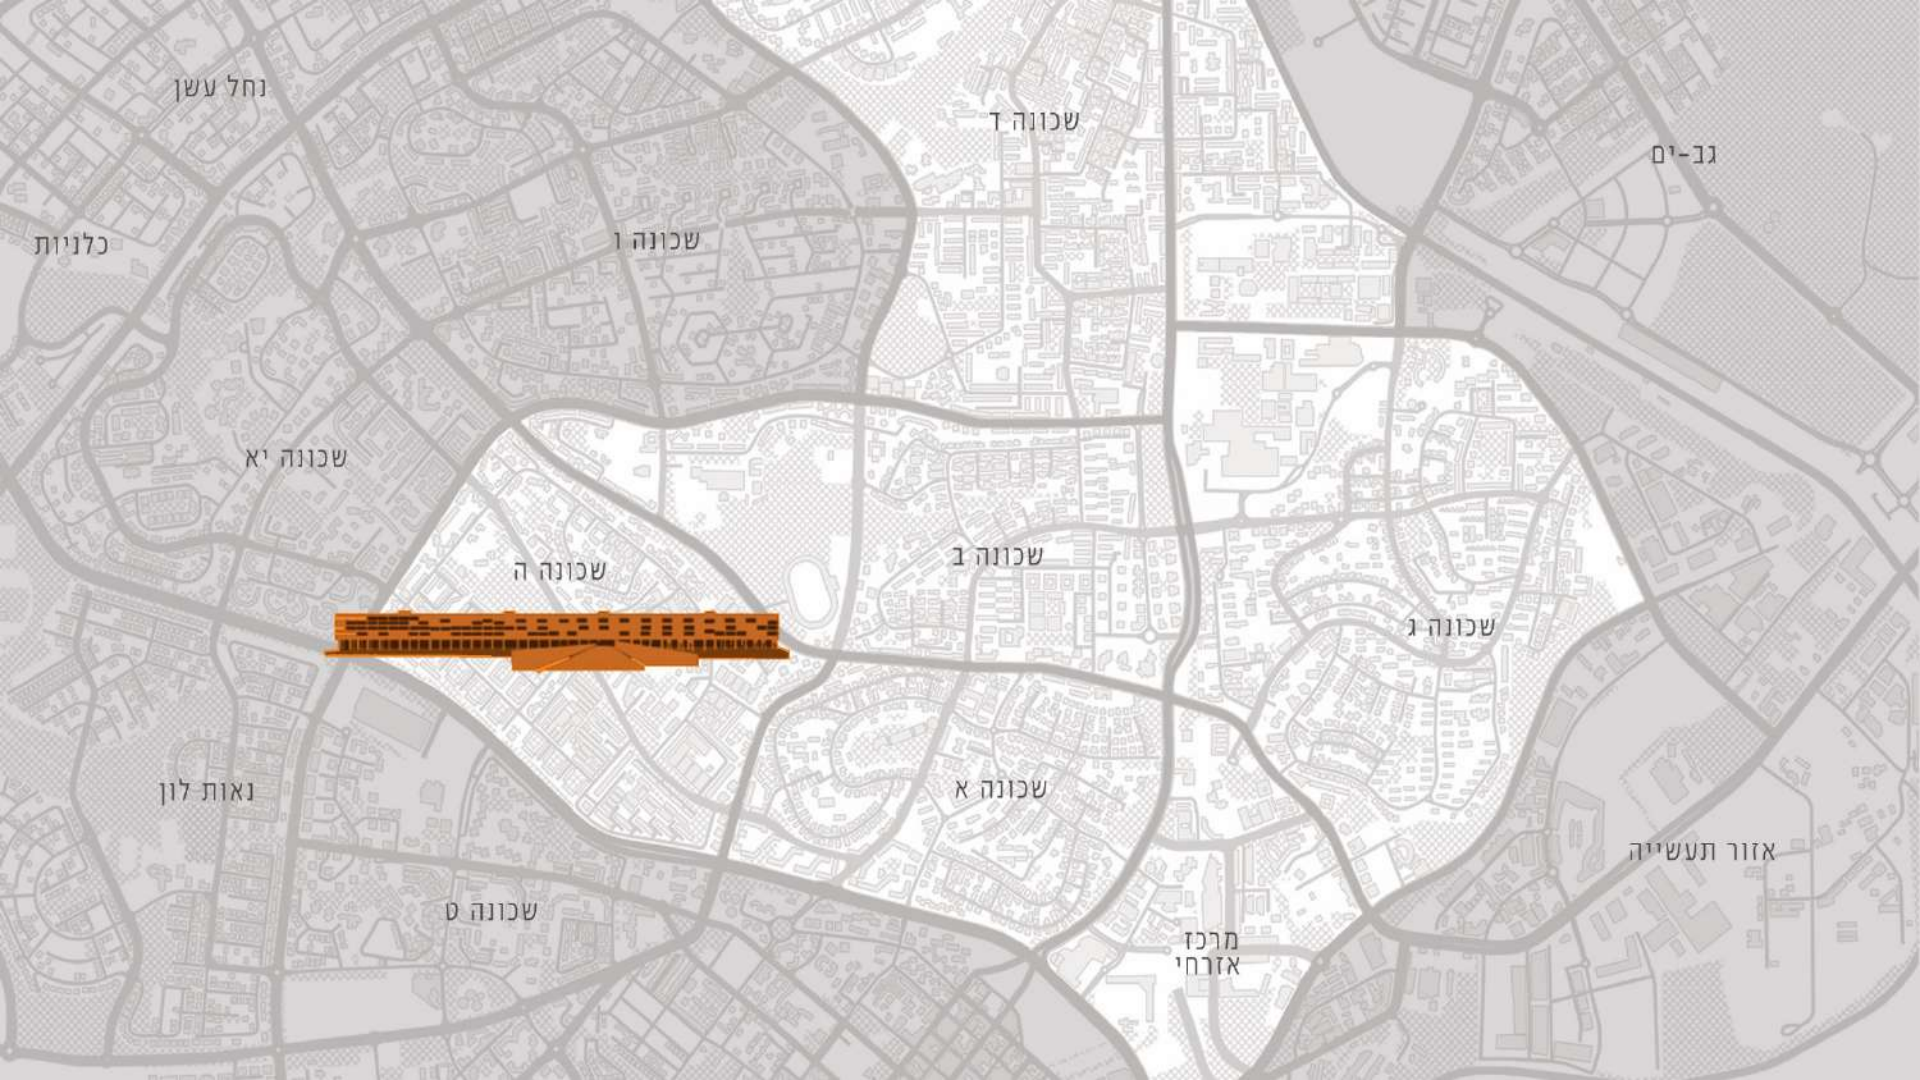 נחל עשן
שכונה ד
גב-ים
כלניות
שכונה ו
שכונה יא
שכונה ה
שכונה ב
שכונה ג
נאות לון
שכונה א
אזור תעשייה
שכונה ט
מרכז
אזרחי